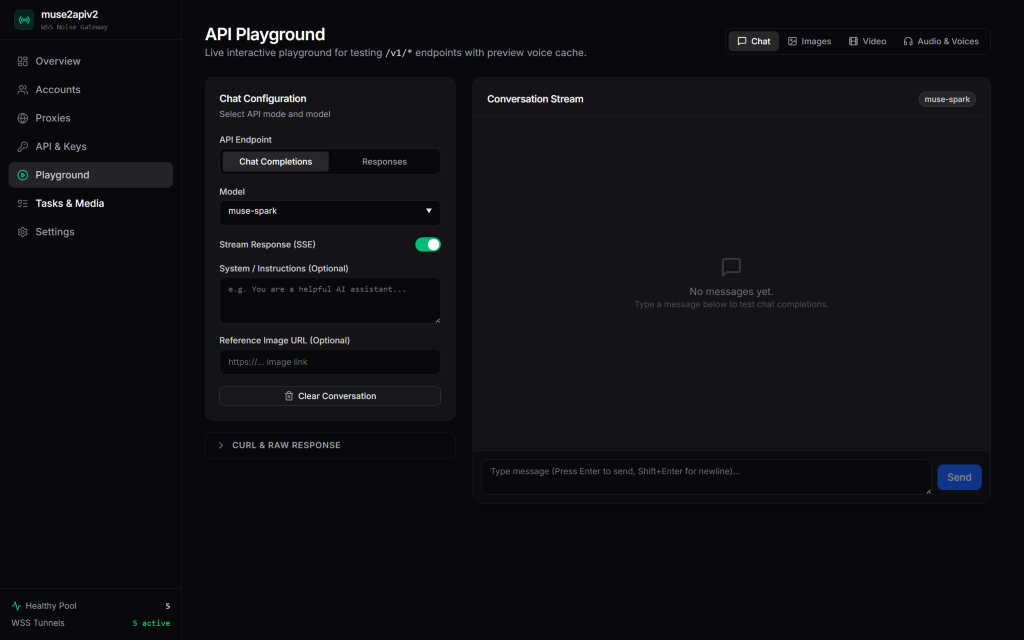 muse2apiv2
WSS Noise Gateway
Overview
Accounts
Proxies
API & Keys
Playground
Tasks & Media
Settings
Healthy Pool 5
WSS Tunnels 5 active
API Playground
Live interactive playground for testing /v1/* endpoints with preview voice cache.
Chat Images Video Audio & Voices
Chat Configuration
Select API mode and model
API Endpoint
Chat Completions Responses
Model
muse-spark
Stream Response (SSE)
System / Instructions (Optional)
e.g. You are a helpful AI assistant...
Reference Image URL (Optional)
https://... image link
Clear Conversation
CURL & RAW RESPONSE
Conversation Stream muse-spark
No messages yet.
Type a message below to test chat completions.
Type message (Press Enter to send, Shift+Enter for newline)...
Send